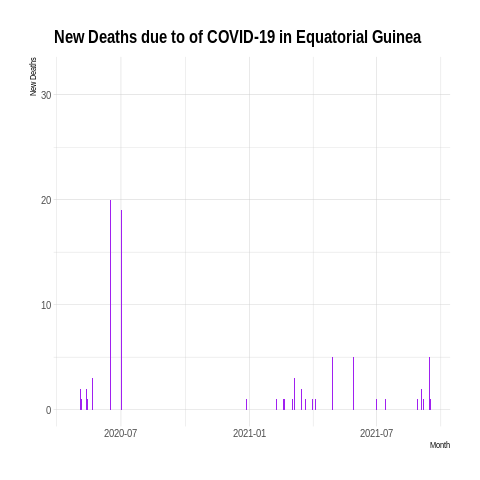 New Deaths due to of COVID-19 in Equatorial Guinea
New Deaths
30
20
10
0
2020-07
2021-01
2021-07
Month